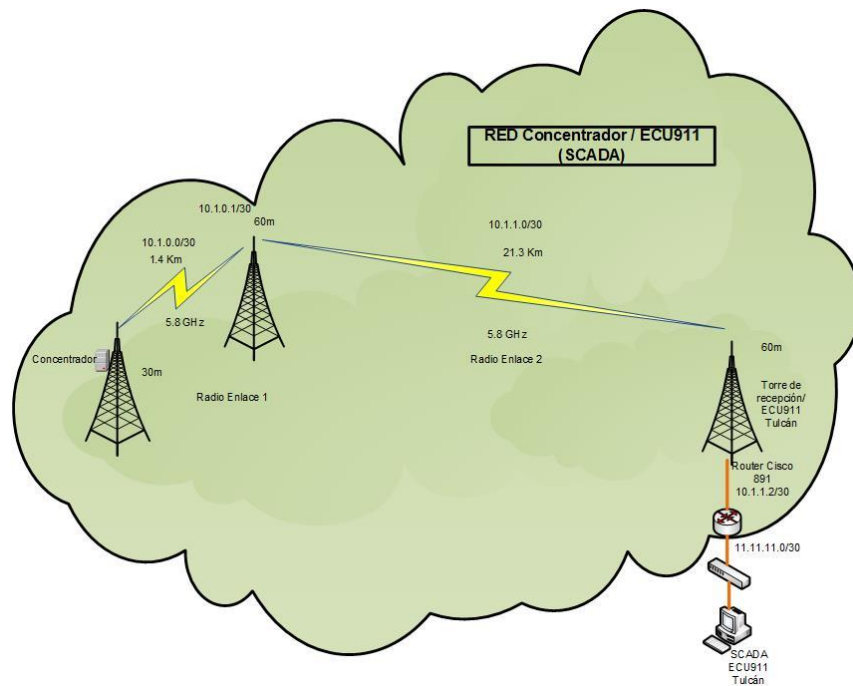 RED Concentrador / ECU911
(SCADA)
10.1.0.1/30
60m
10.1.0.0/30
1.4 Km
10.1.1.0/30
21.3 Km
5.8 GHz
5.8 GHz
Concentrador
30m
Radio Enlace 1
Radio Enlace 2
60m
Torre de
recepción/
ECU911
Tulcán
Router Cisco
891
10.1.1.2/30
11.11.11.0/30
SCADA
ECU911
Tulcán